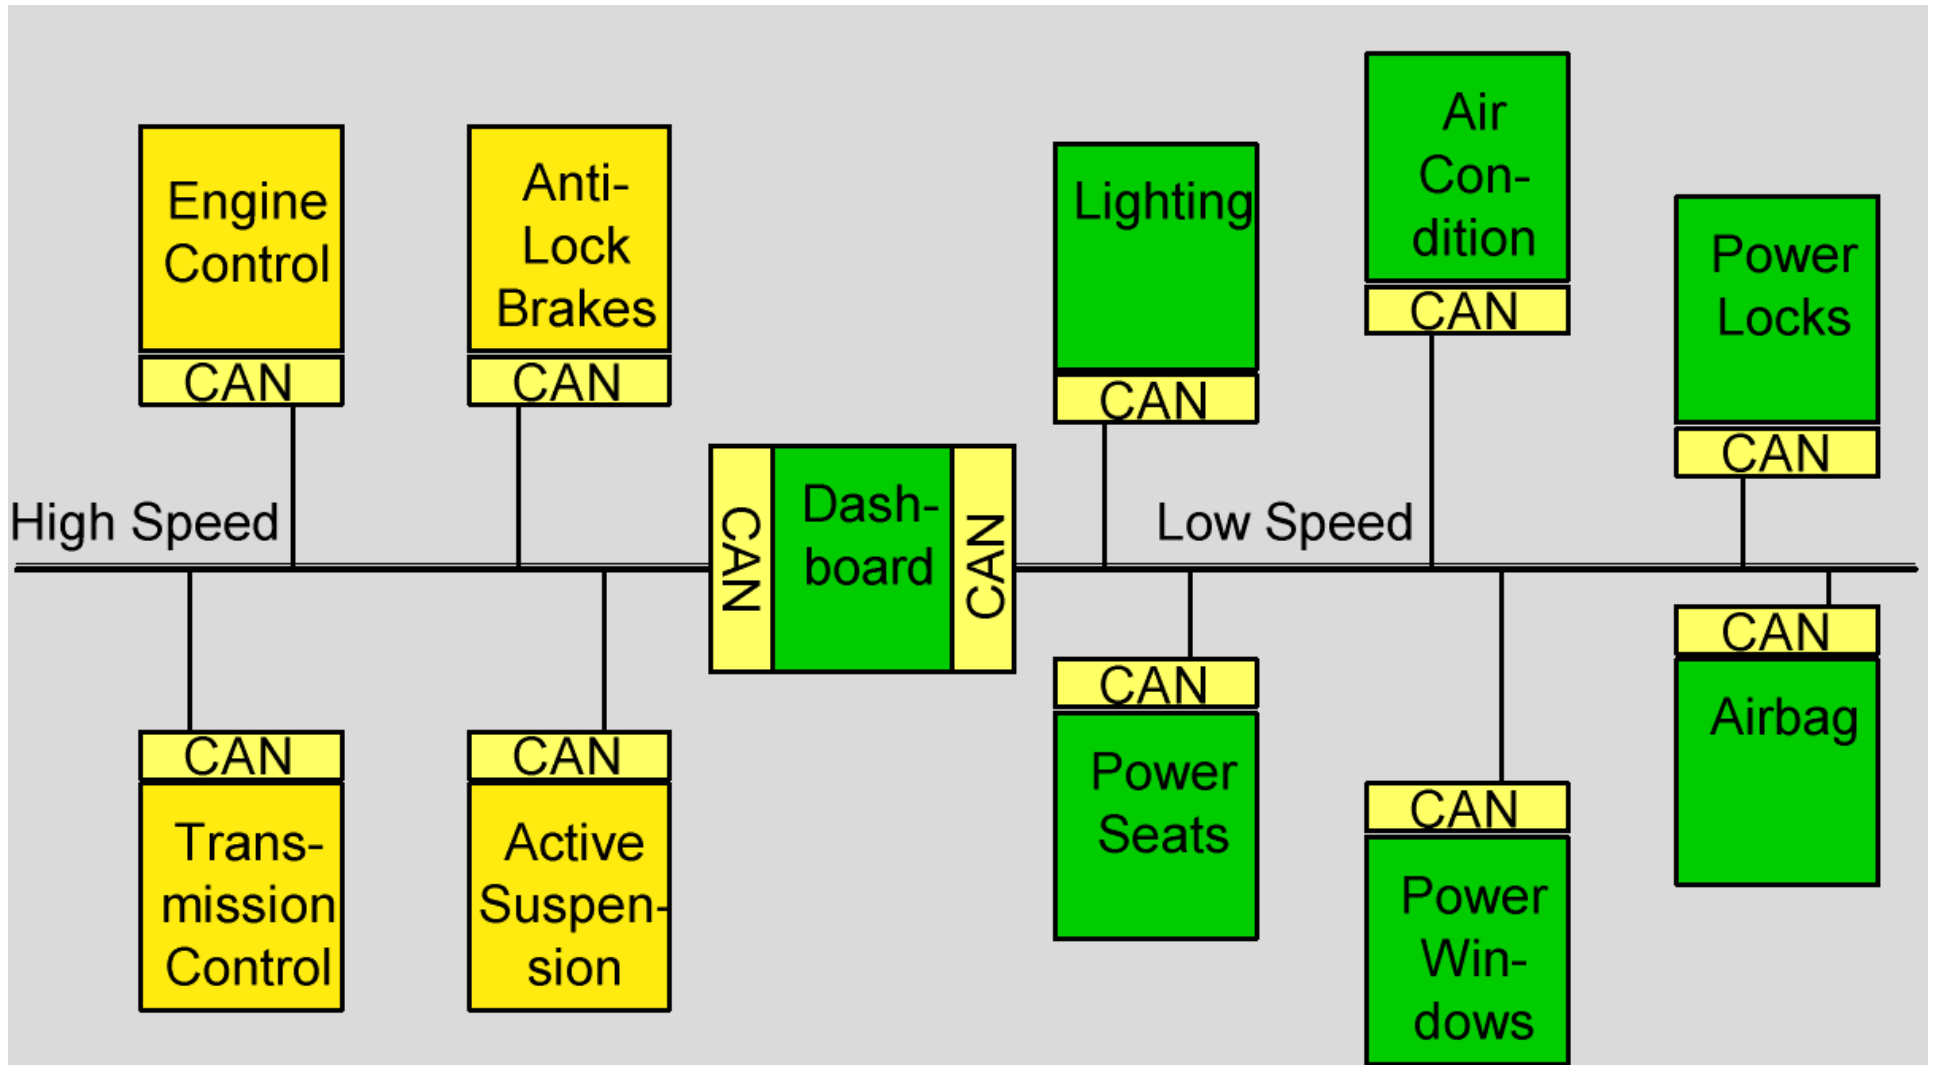 Engine
Control
CAN
Anti-
Lock
Brakes
CAN
Lighting
CAN
Air
Con-
dition
CAN
Power
Locks
CAN
High Speed
CAN
Dash-
board
CAN
Low Speed
CAN
Trans-
mission
Control
CAN
Active
Suspen-
sion
CAN
Power
Seats
CAN
Power
Win-
dows
CAN
Airbag